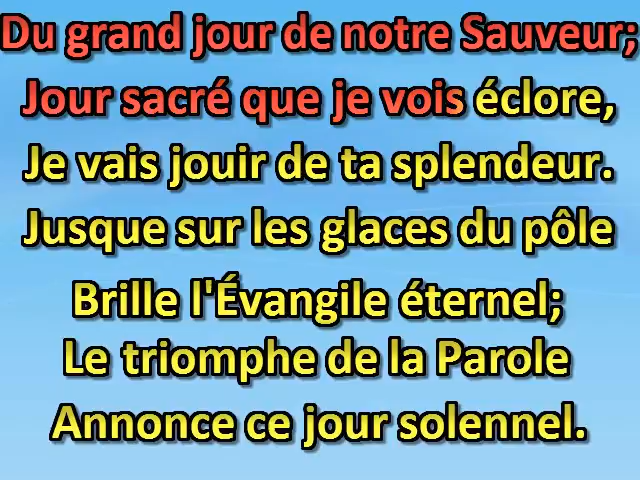 Du grand jour de notre Sauveur;
Jour sacré que je vois éclore,
Je vais jouir de ta splendeur.
Jusque sur les glaces du pôle
Brille l'Évangile éternel;
Le triomphe de la Parole
Annonce ce jour solennel.